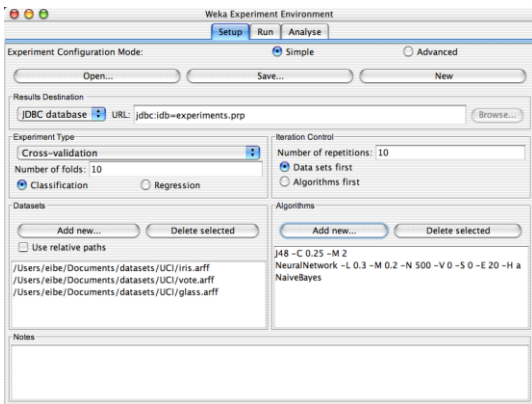 Weka Experiment Environment
Setup Run Analyse
Experiment Configuration Mode: Simple Advanced
Open... Save... New
Results Destination
JDBC database URL: jdbc:idb=experiments.prp Browse...
Experiment Type
Cross-validation
Number of folds: 10
Classification Regression
Iteration Control
Number of repetitions: 10
Data sets first
Algorithms first
Datasets
Add new... Delete selected
Use relative paths
/Users/eibe/Documents/datasets/UCI/iris.arff
/Users/eibe/Documents/datasets/UCI/vote.arff
/Users/eibe/Documents/datasets/UCI/glass.arff
Algorithms
Add new... Delete selected
J48 -C 0.25 -M 2
NeuralNetwork -L 0.3 -M 0.2 -N 500 -V 0 -S 0 -E 20 -H a
NaiveBayes
Notes